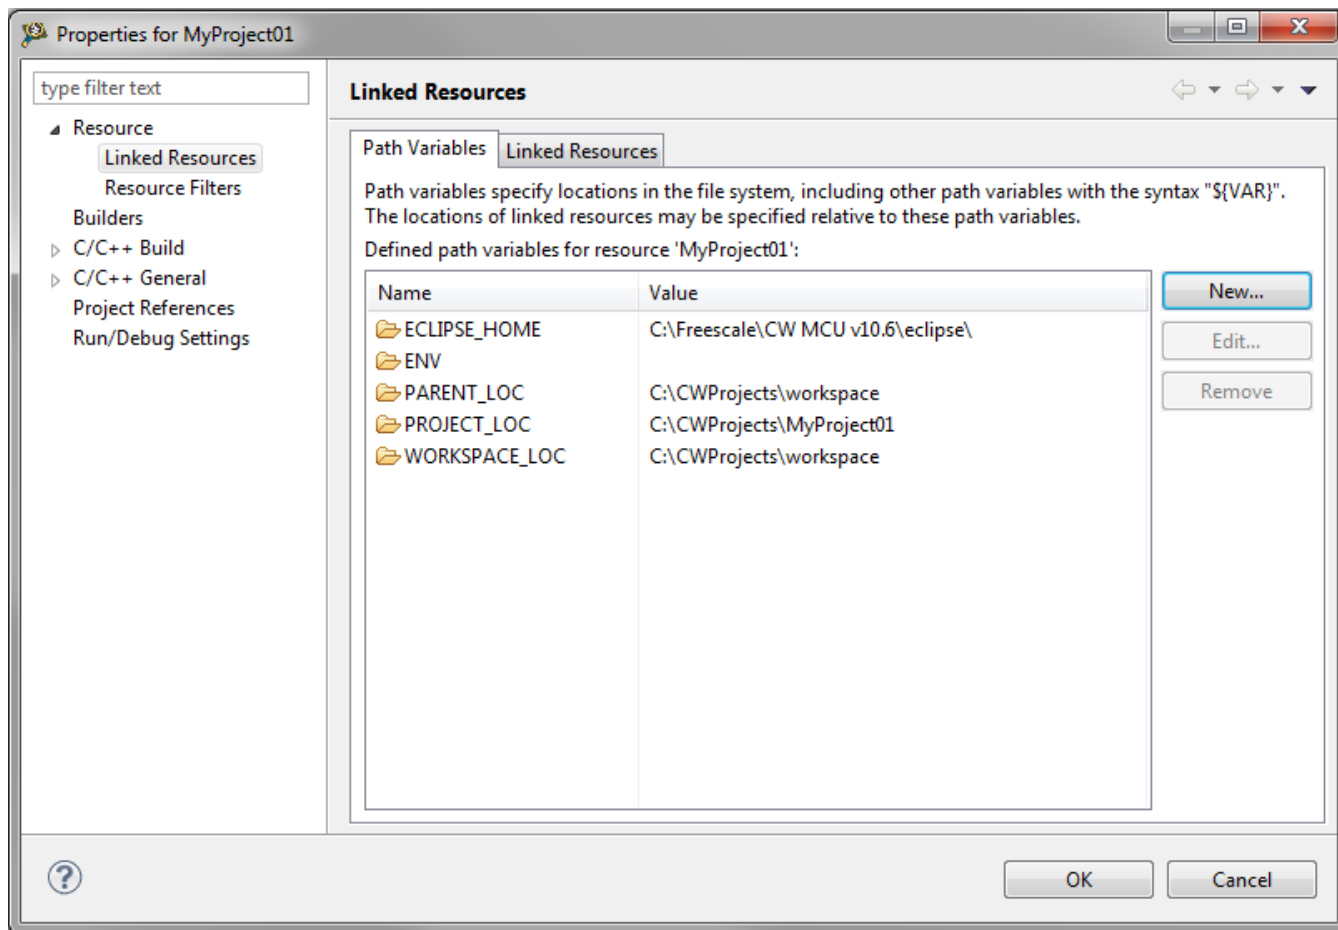 Properties for MyProject01
type filter text
Resource
Linked Resources
Resource Filters
Builders
C/C++ Build
C/C++ General
Project References
Run/Debug Settings
Linked Resources
Path Variables
Linked Resources
Path variables specify locations in the file system, including other path variables with the syntax "${VAR}".
The locations of linked resources may be specified relative to these path variables.
Defined path variables for resource 'MyProject01':
Name Value
ECLIPSE_HOME C:\Freescale\CW MCU v10.6\eclipse\
ENV
PARENT_LOC C:\CWProjects\workspace
PROJECT_LOC C:\CWProjects\MyProject01
WORKSPACE_LOC C:\CWProjects\workspace
New...
Edit...
Remove
?
OK
Cancel